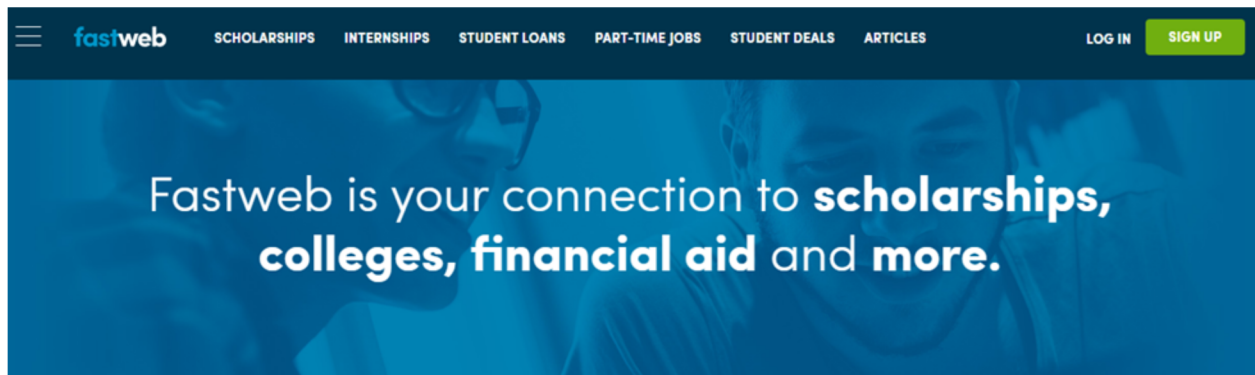 fastweb SCHOLARSHIPS INTERNSHIPS STUDENT LOANS PART-TIME JOBS STUDENT DEALS ARTICLES LOG IN SIGN UP
Fastweb is your connection to scholarships,
colleges, financial aid and more.